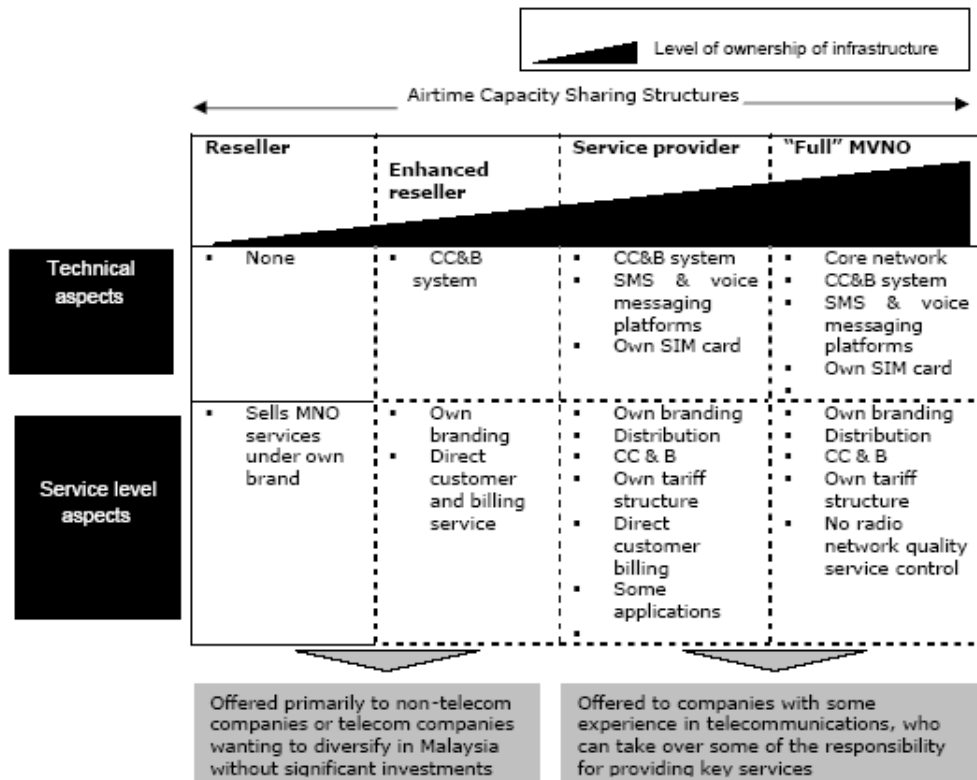 Level of ownership of infrastructure
Airtime Capacity Sharing Structures
Reseller
Enhanced
reseller
Service provider
“Full” MVNO
Technical
aspects
▪ None
▪ CC&B
system
▪ CC&B system
▪ SMS & voice
messaging
platforms
▪ Own SIM card
▪ Core network
▪ CC&B system
▪ SMS & voice
messaging
platforms
▪ Own SIM card
▪
Service level
aspects
▪ Sells MNO
services
under own
brand
▪ Own
branding
▪ Direct
customer
and billing
service
▪ Own branding
▪ Distribution
▪ CC & B
▪ Own tariff
structure
▪ Direct
customer
billing
▪ Some
applications
▪
▪ Own branding
▪ Distribution
▪ CC & B
▪ Own tariff
structure
▪ No radio
network quality
service control
Offered primarily to non-telecom
companies or telecom companies
wanting to diversify in Malaysia
without significant investments
Offered to companies with some
experience in telecommunications, who
can take over some of the responsibility
for providing key services